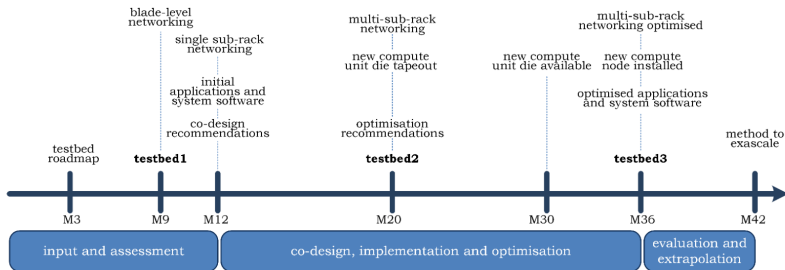 blade-level
networking
single sub-rack
networking
initial
applications and
system software
co-design
recommendations
multi-sub-rack
networking
new compute
unit die tapeout
optimisation
recommendations
new compute
unit die available
multi-sub-rack
networking optimised
new compute
node installed
optimised applications
and system software
method to
exascale
testbed
roadmap
testbed1
testbed2
testbed3
M3
M9
M12
M20
M30
M36
M42
input and assessment
co-design, implementation and optimisation
evaluation and
extrapolation